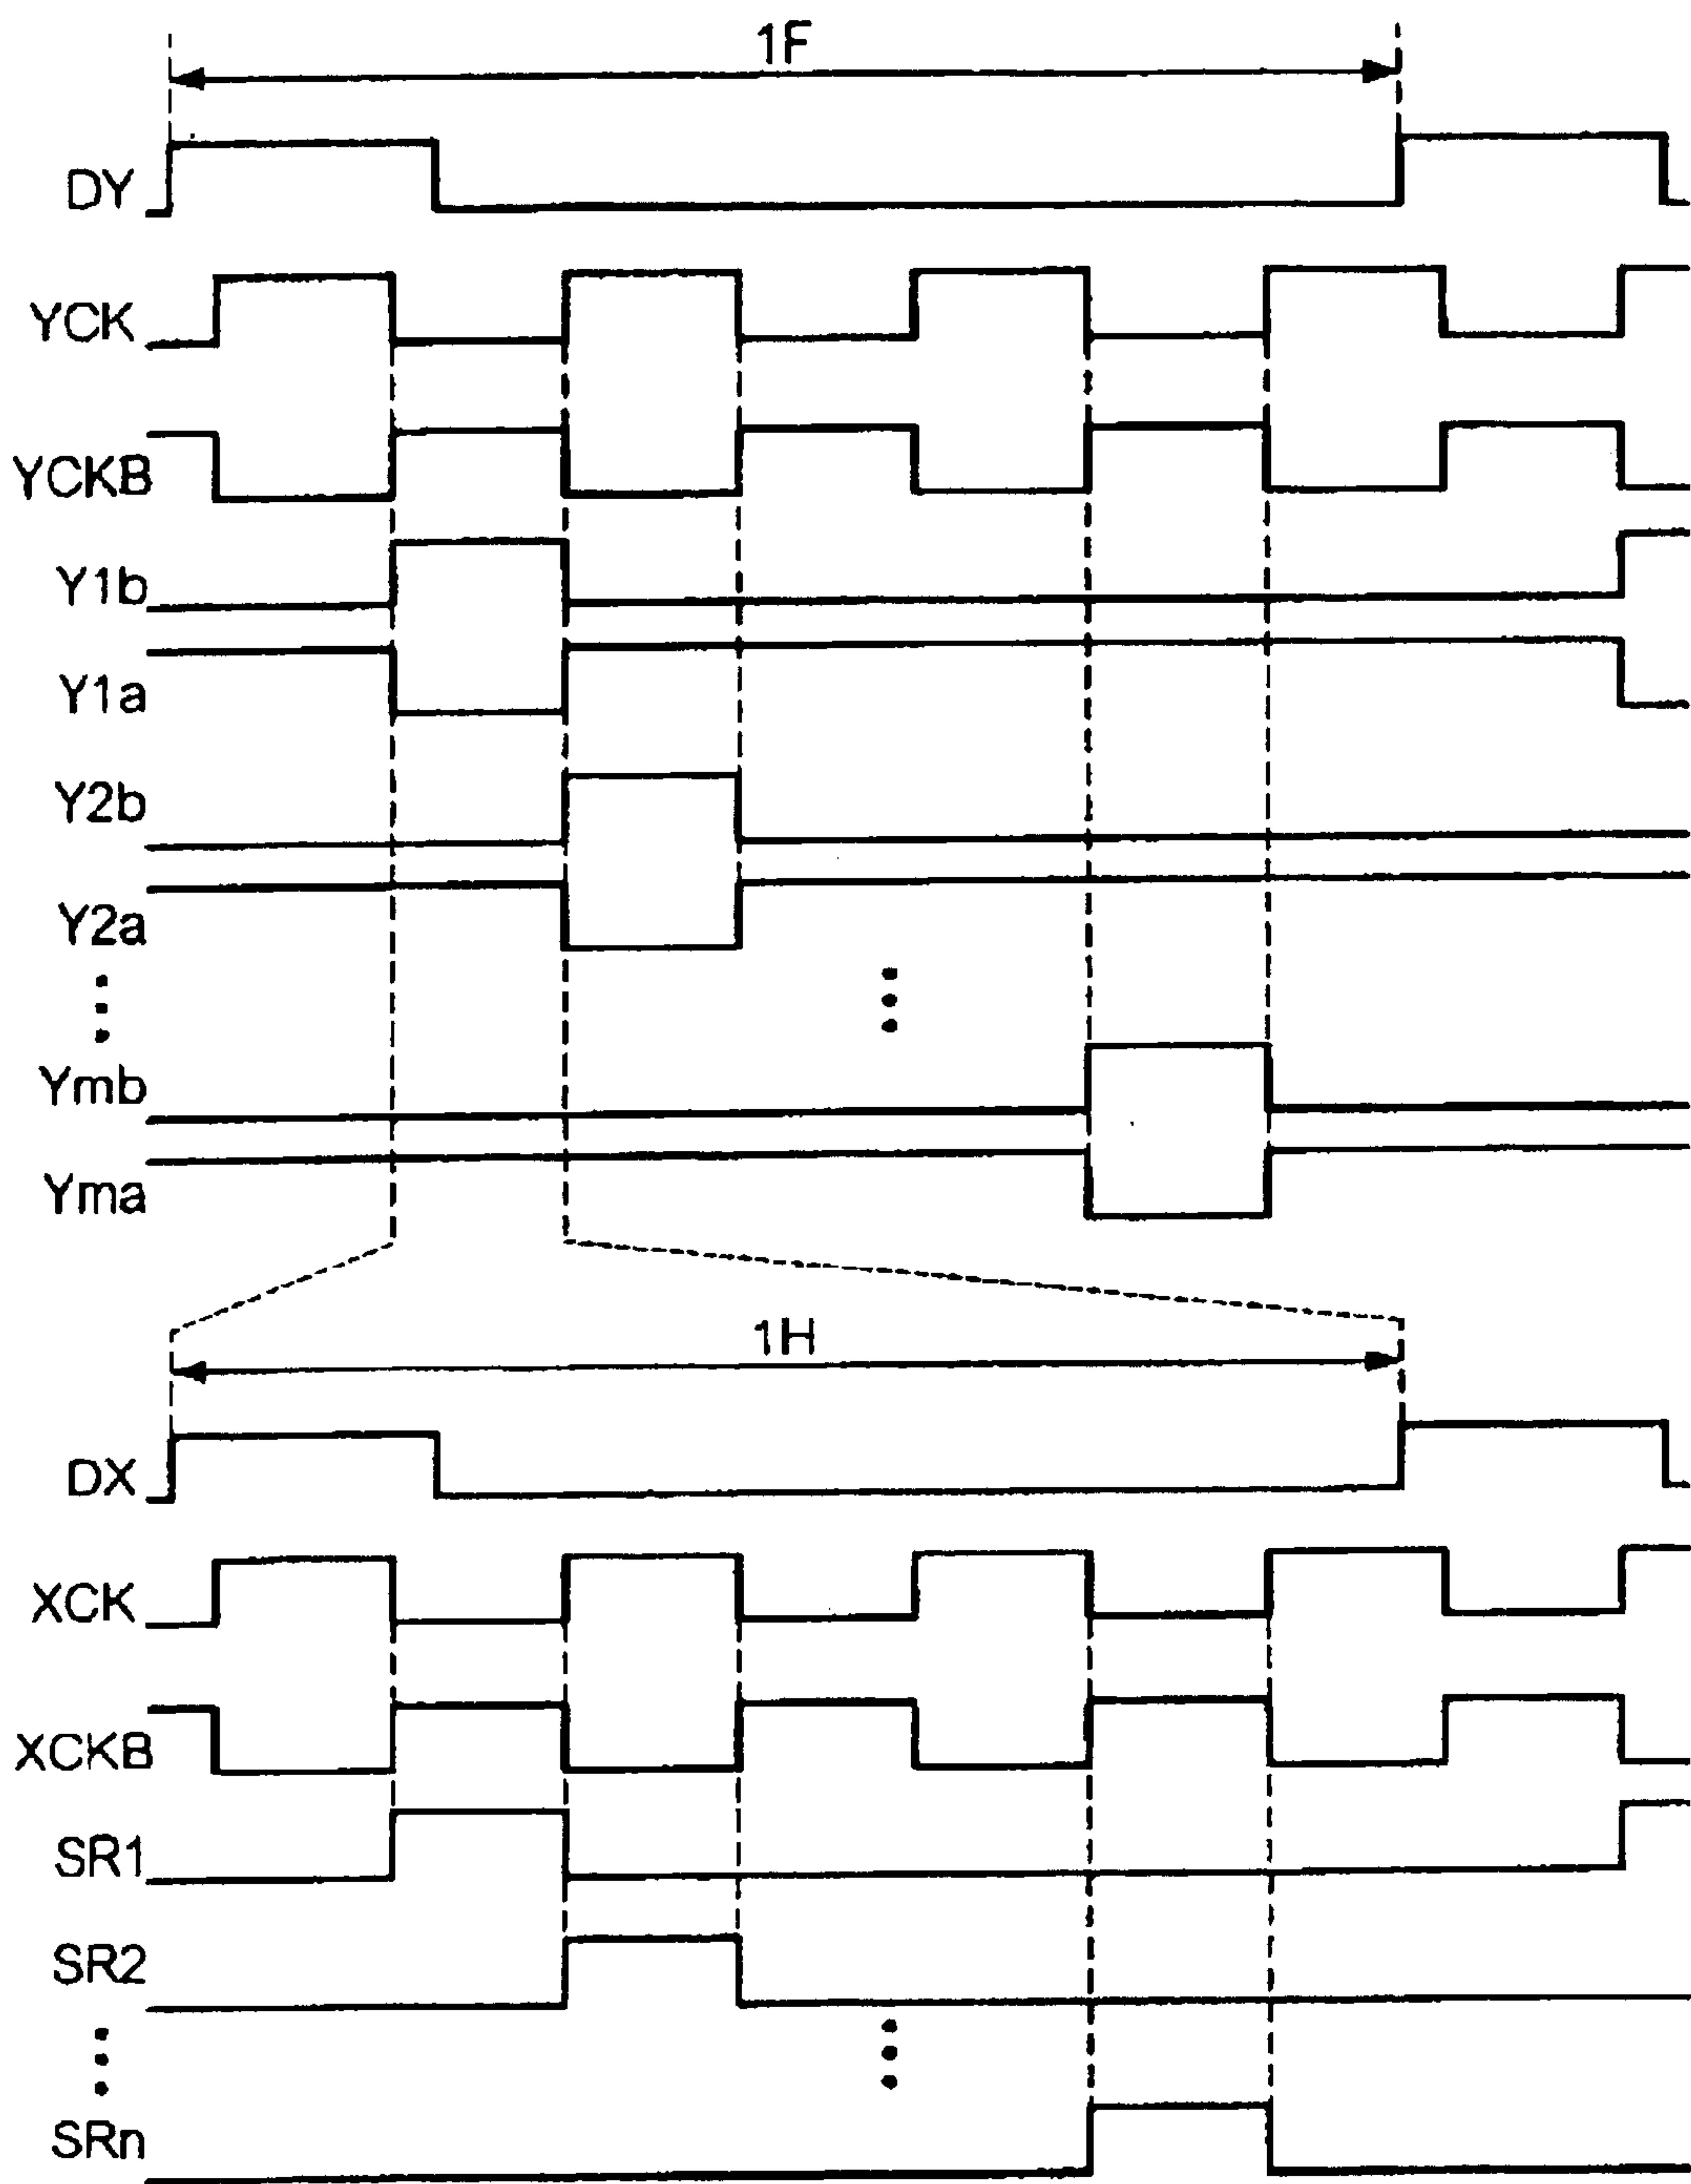 1F
DY
YCK
YCKB
Y1b
Y1a
Y2b
Y2a
Ymb
Yma
1H
DX
XCK
XCKB
SR1
SR2
SRn